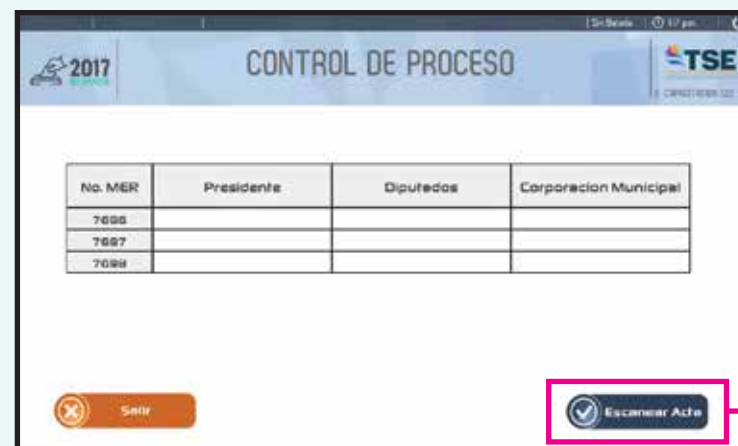 2017
CONTROL DE PROCESO
TSE
No. MER Presidente Diputados Corporacion Municipal
7696
7697
7698
Salir
Escanear Acta